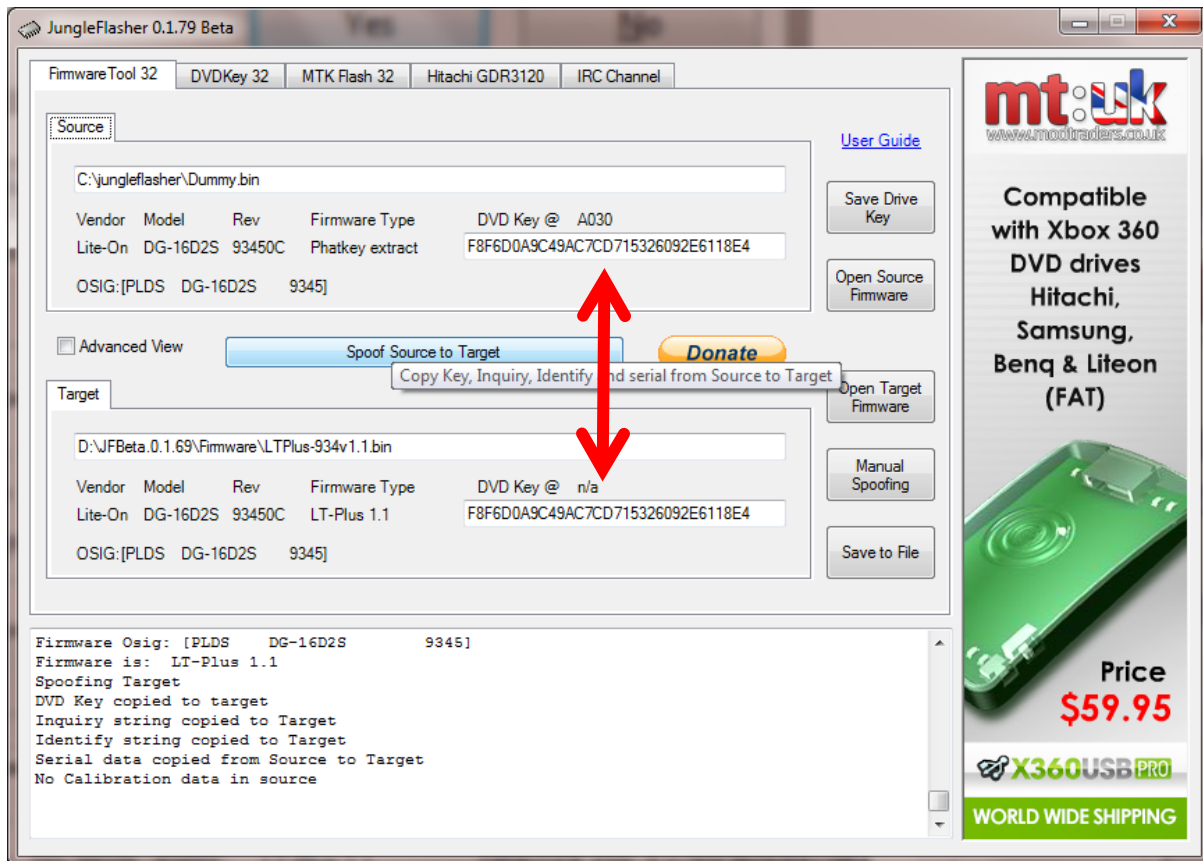 Yes No
JungleFlasher 0.1.79 Beta
FirmwareTool 32 DVDKey 32 MTK Flash 32 Hitachi GDR3120 IRC Channel
Source
User Guide
C:\jungleflasher\Dummy.bin
Save Drive
Key
Vendor Model Rev Firmware Type DVD Key @ A030
Lite-On DG-16D2S 93450C Phatkey extract F8F6D0A9C49AC7CD715326092E6118E4
OSIG:[PLDS DG-16D2S 9345]
Open Source
Firmware
Advanced View
Spoof Source to Target
Donate
Copy Key, Inquiry, Identify and serial from Source to Target
Target
Open Target
Firmware
D:\JFBeta.0.1.69\Firmware\LTPlus-934v1.1.bin
Vendor Model Rev Firmware Type DVD Key @ n/a
Lite-On DG-16D2S 93450C LT-Plus 1.1 F8F6D0A9C49AC7CD715326092E6118E4
OSIG:[PLDS DG-16D2S 9345]
Manual
Spoofing
Save to File
Firmware Osig: [PLDS DG-16D2S 9345]
Firmware is: LT-Plus 1.1
Spoofing Target
DVD Key copied to target
Inquiry string copied to Target
Identify string copied to Target
Serial data copied from Source to Target
No Calibration data in source
mt:uk
www.modtraders.co.uk
Compatible
with Xbox 360
DVD drives
Hitachi,
Samsung,
Benq & Liteon
(FAT)
Price
$59.95
X360USB PRO
WORLD WIDE SHIPPING